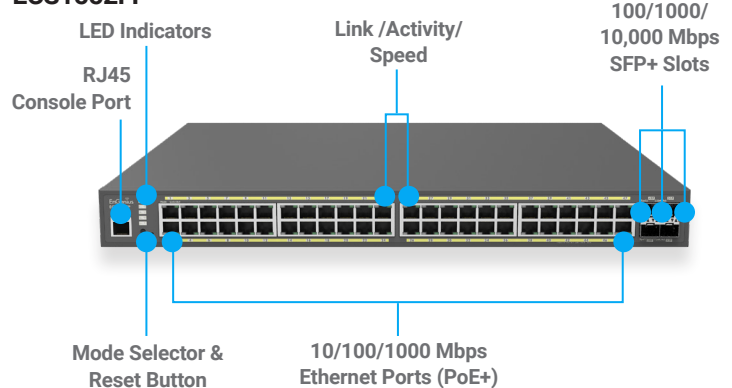 LED Indicators
Link /Activity/
Speed
100/1000/
10,000 Mbps
SFP+ Slots
RJ45
Console Port
Mode Selector &
Reset Button
10/100/1000 Mbps
Ethernet Ports (PoE+)